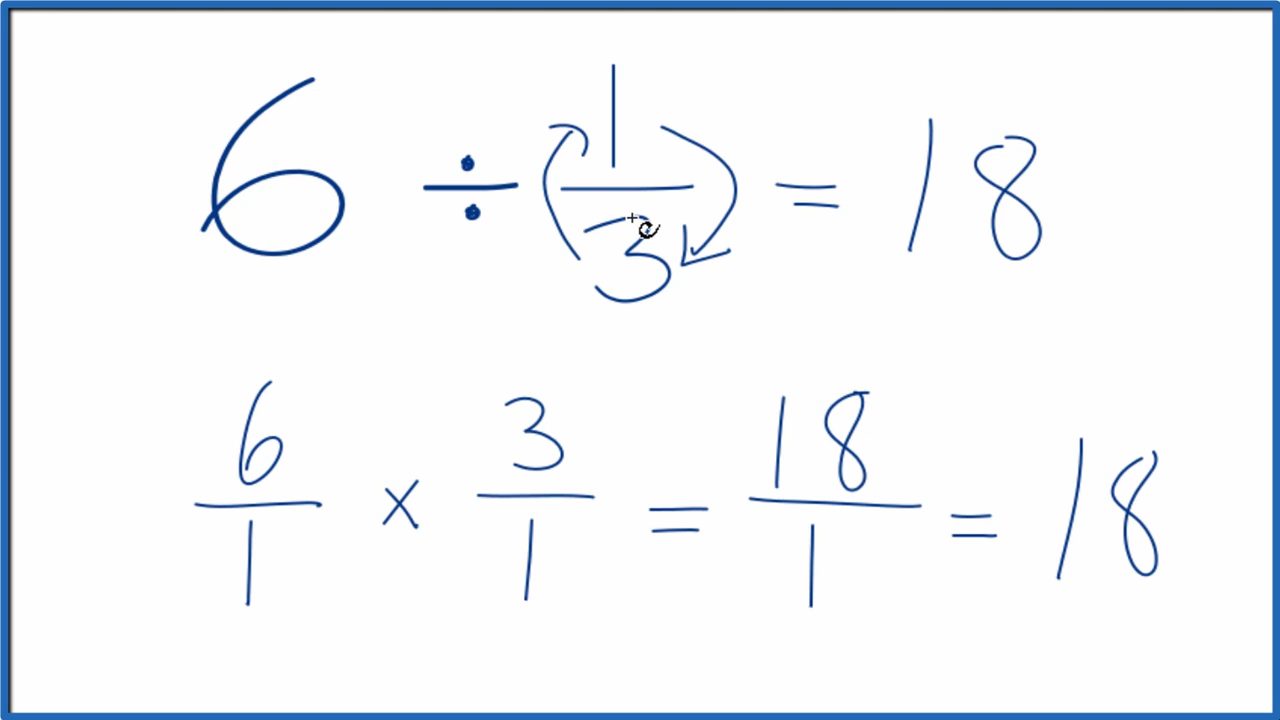 6 ÷ 1/3 = 18
6/1 × 3/1 = 18/1 = 18